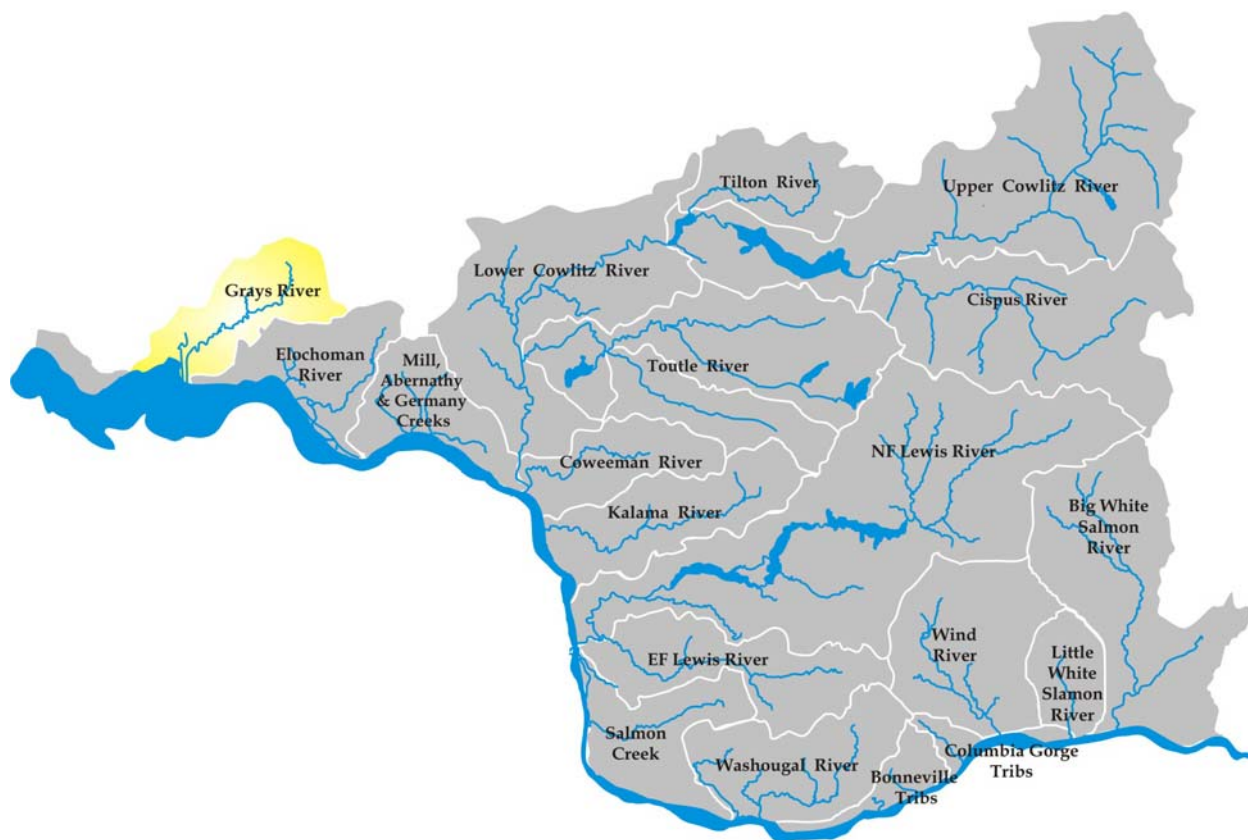 Tilton River
Upper Cowlitz River
Lower Cowlitz River
Grays River
Cispus River
Elochoman
River
Mill,
Abernathy
& Germany
Creeks
Toutle River
Coweeman River
NF Lewis River
Kalama River
Big White
Salmon
River
Wind
River
EF Lewis River
Little
White
Slamon
River
Salmon
Creek
Washougal River
Bonneville
Tribs
Columbia Gorge
Tribs